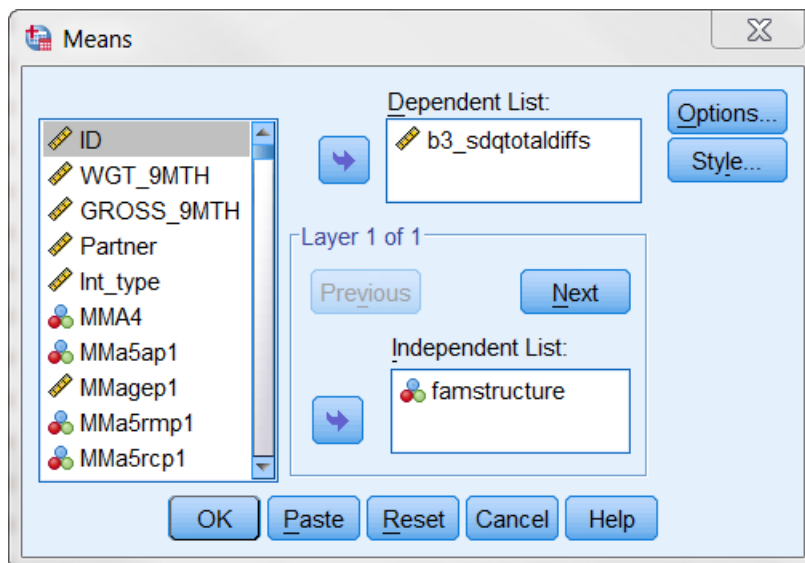 Means
ID
WGT_9MTH
GROSS_9MTH
Partner
Int_type
MMA4
MMa5ap1
MMagep1
MMa5rmp1
MMa5rcp1
Dependent List:
b3_sdqtotaldiffs
Options...
Style...
Layer 1 of 1
Previous Next
Independent List:
famstructure
OK Paste Reset Cancel Help